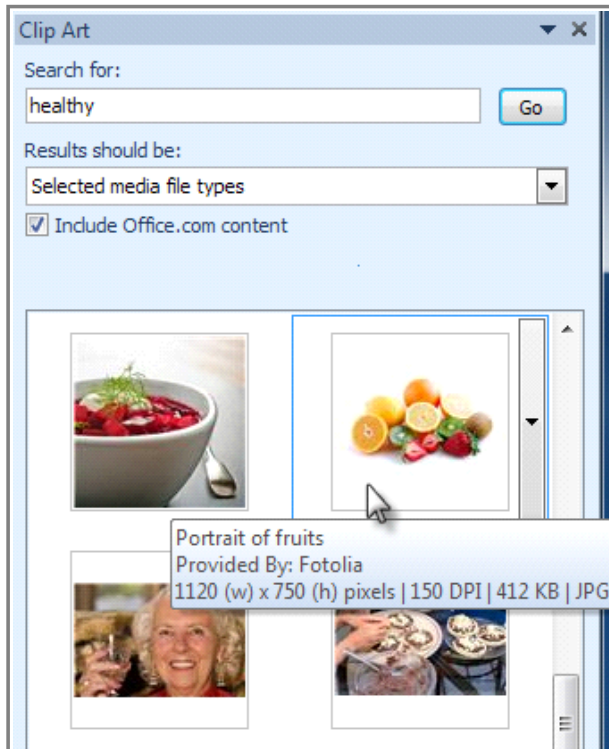 Clip Art
Search for:
healthy
Go
Results should be:
Selected media file types
Include Office.com content
Portrait of fruits
Provided By: Fotolia
1120 (w) x 750 (h) pixels | 150 DPI | 412 KB | JPG